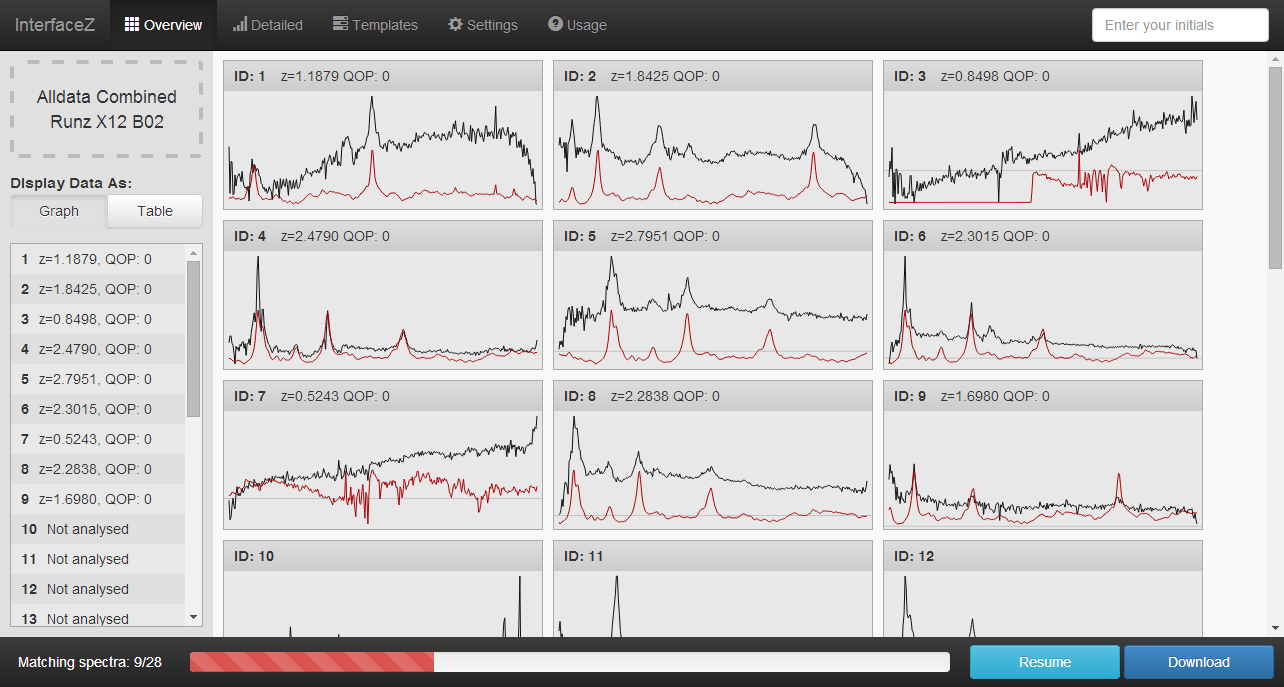 InterfaceZ Overview Detailed Templates Settings Usage Enter your initials
Alldata Combined
Runz X12 B02
Display Data As:
Graph Table
1 z=1.1879, QOP: 0
2 z=1.8425, QOP: 0
3 z=0.8498, QOP: 0
4 z=2.4790, QOP: 0
5 z=2.7951, QOP: 0
6 z=2.3015, QOP: 0
7 z=0.5243, QOP: 0
8 z=2.2838, QOP: 0
9 z=1.6980, QOP: 0
10 Not analysed
11 Not analysed
12 Not analysed
13 Not analysed
ID: 1 z=1.1879 QOP: 0
ID: 2 z=1.8425 QOP: 0
ID: 3 z=0.8498 QOP: 0
ID: 4 z=2.4790 QOP: 0
ID: 5 z=2.7951 QOP: 0
ID: 6 z=2.3015 QOP: 0
ID: 7 z=0.5243 QOP: 0
ID: 8 z=2.2838 QOP: 0
ID: 9 z=1.6980 QOP: 0
ID: 10
ID: 11
ID: 12
Matching spectra: 9/28 Resume Download